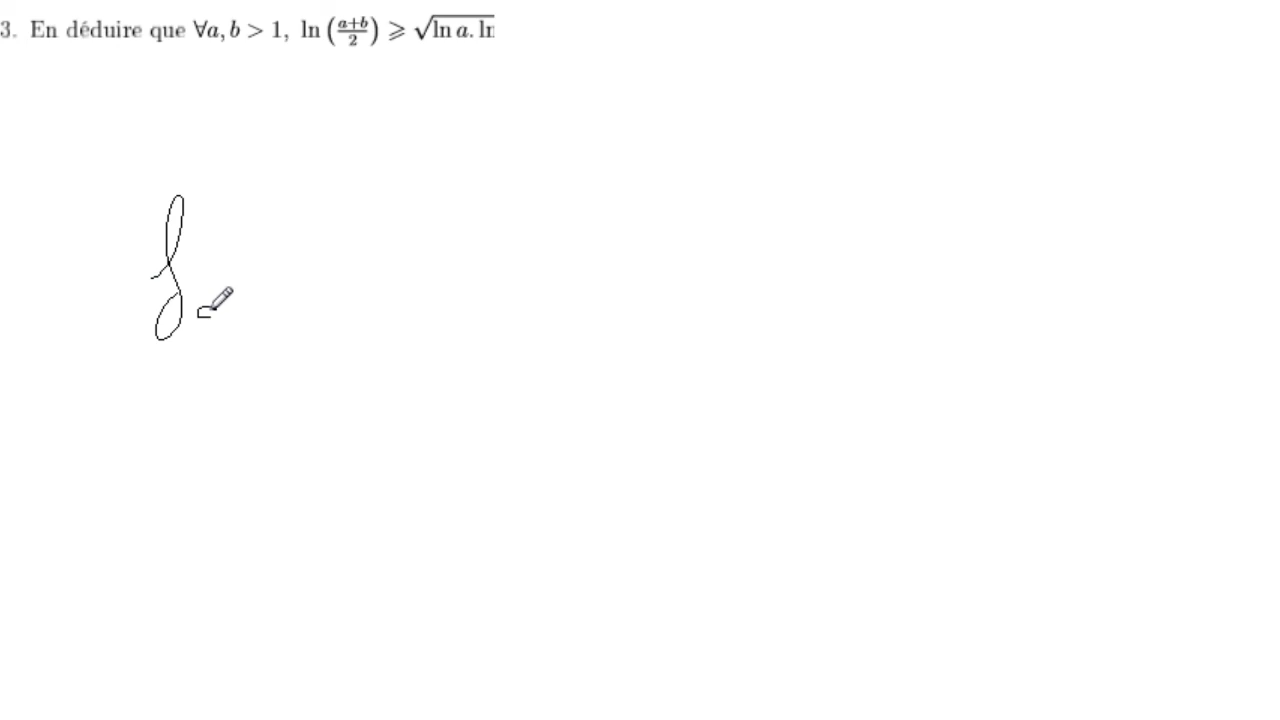 3. En déduire que ∀a, b > 1, ln (a+b/2) ⩾ √ln a. ln
f